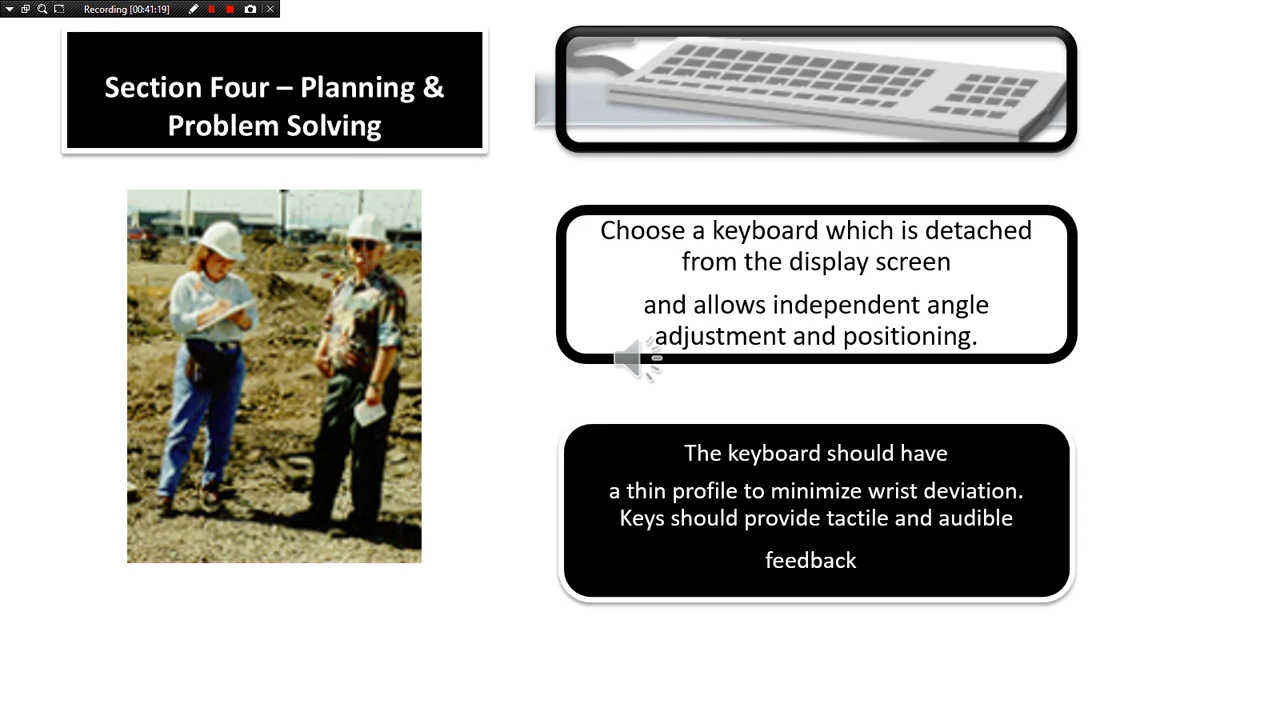 Recording [00:41:19]
Section Four – Planning &
Problem Solving
Choose a keyboard which is detached
from the display screen
and allows independent angle
adjustment and positioning.
The keyboard should have
a thin profile to minimize wrist deviation.
Keys should provide tactile and audible
feedback